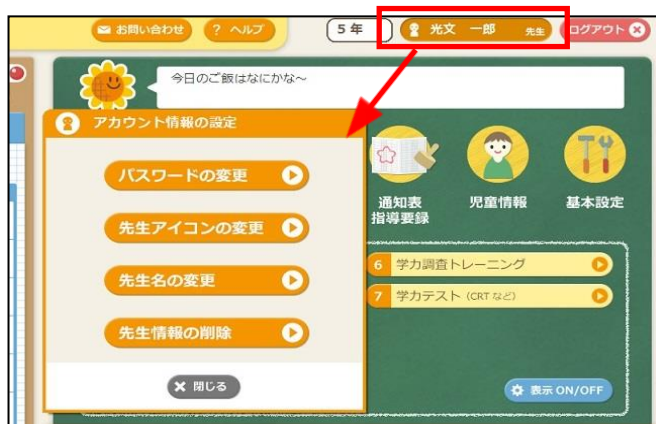 お問い合わせ
? ヘルプ
5 年
光文 一郎 先生
ログアウト
今日のご飯はなにかな~
アカウント情報の設定
パスワードの変更
先生アイコンの変更
先生名の変更
先生情報の削除
閉じる
通知表
指導要録
児童情報
基本設定
6 学力調査トレーニング
7 学力テスト (CRT など)
表示 ON/OFF